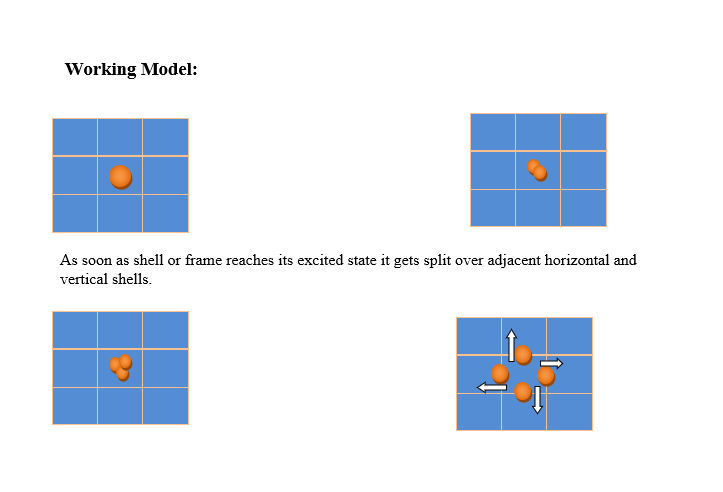 Working Model:
As soon as shell or frame reaches its excited state it gets split over adjacent horizontal and
vertical shells.